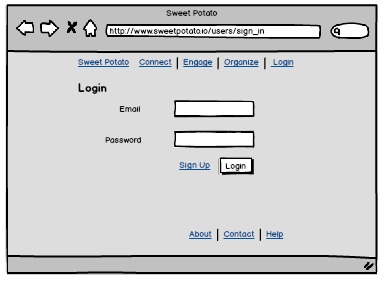 Sweet Potato
http://www.sweetpotato.io/users/sign_in
Sweet Potato Connect | Engage | Organize | Login
Login
Email
Password
Sign Up Login
About | Contact | Help